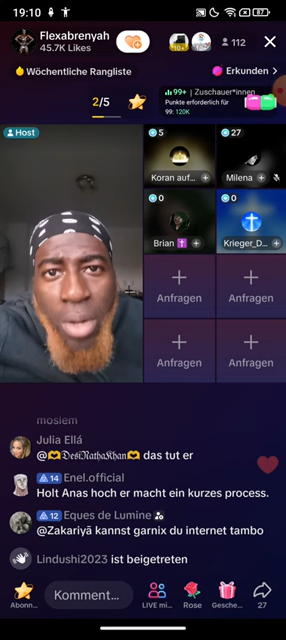 19:10
87
Flexabrenyah
45.7K Likes
10+
112
Wöchentliche Rangliste
Erkunden >
2/5
99+ | Zuschauer*innen
Punkte erforderlich für
99: 120K
Host
5
Koran auf...
27
Milena
0
Brian ✝️
0
Krieger_D...
Anfragen
Anfragen
Anfragen
Anfragen
moslem
Julia Ellá
@🫶𝔇𝔢𝔰𝔦𝔑𝔞𝔱𝔥𝔞𝔎𝔥𝔞𝔫🫶 das tut er
14 Enel.official
Holt Anas hoch er macht ein kurzes process.
12 Eques de Lumine
@Zakariyā kannst garnix du internet tambo
Lindushi2023 ist beigetreten
Abonn...
Komment...
LIVE mi...
Rose
Gesche...
27